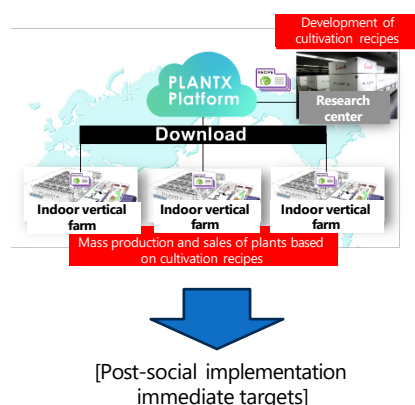 Development of
cultivation recipes
PLANTX
Platform
RECIPE
Research
center
Download
Indoor vertical
farm
Indoor vertical
farm
Indoor vertical
farm
Mass production and sales of plants based
on cultivation recipes
[Post-social implementation
immediate targets]